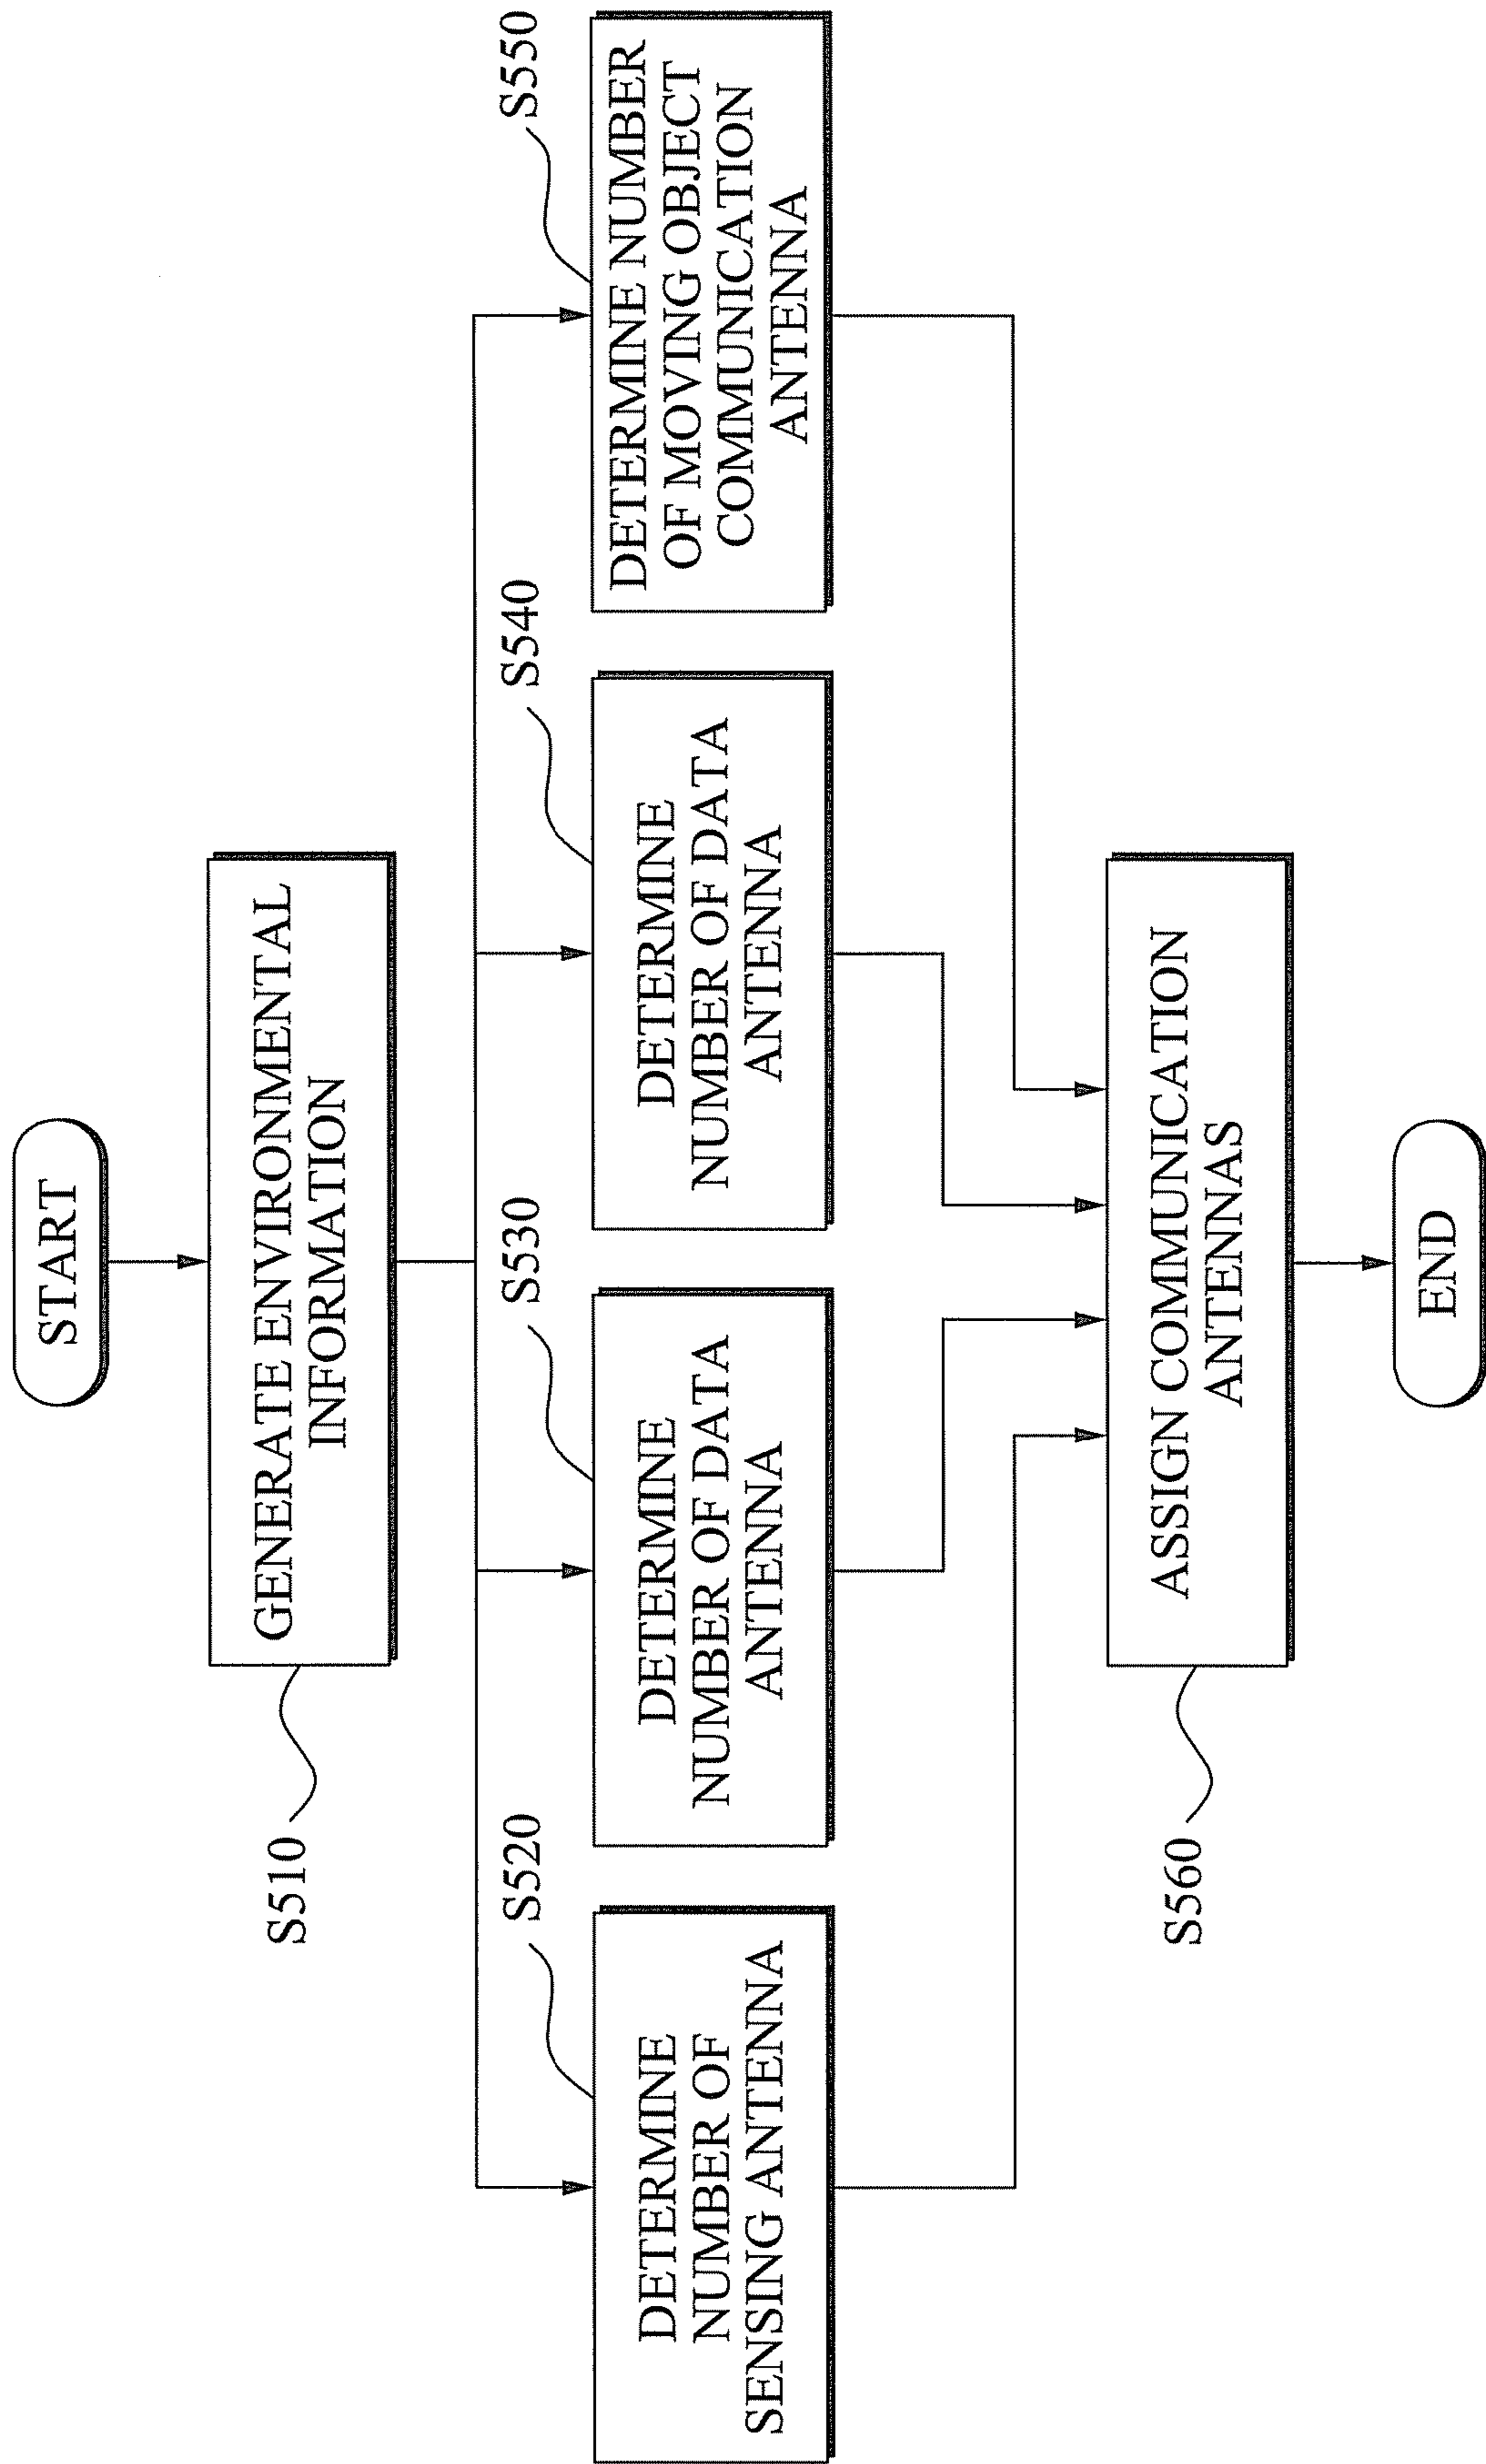 START
S510
GENERATE ENVIRONMENTAL
INFORMATION
S520
DETERMINE
NUMBER OF
SENSING ANTENNA
S530
DETERMINE
NUMBER OF DATA
ANTENNA
S540
DETERMINE
NUMBER OF DATA
ANTENNA
S550
DETERMINE NUMBER
OF MOVING OBJECT
COMMUNICATION
ANTENNA
S560
ASSIGN COMMUNICATION
ANTENNAS
END